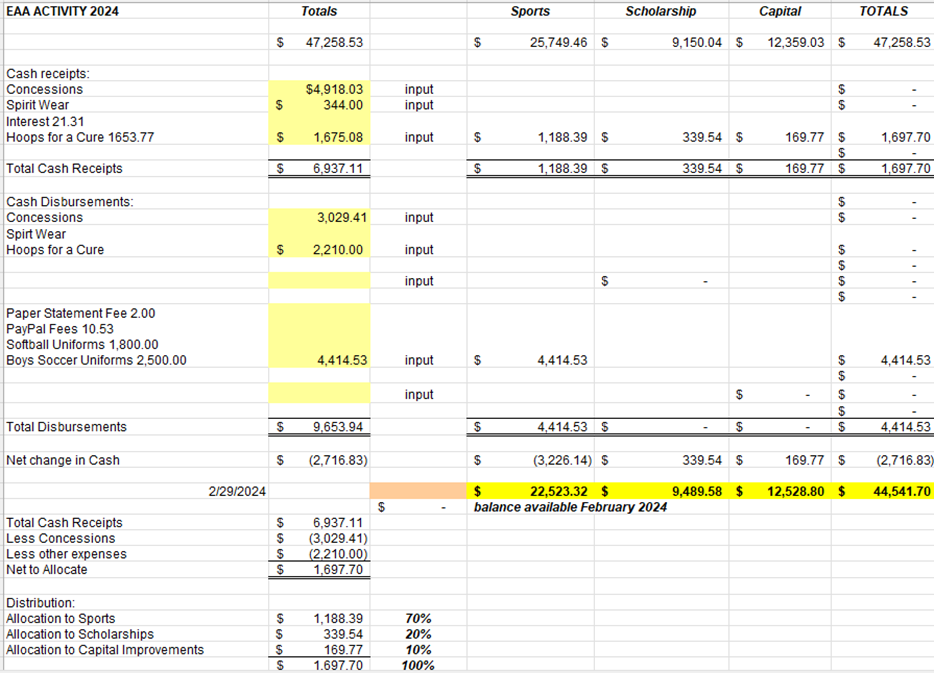 EAA ACTIVITY 2024 Totals Sports Scholarship Capital TOTALS
$ 47,258.53 $ 25,749.46 $ 9,150.04 $ 12,359.03 $ 47,258.53
Cash receipts:
Concessions $4,918.03 input $ -
Spirit Wear $ 344.00 input $ -
Interest 21.31
Hoops for a Cure 1653.77 $ 1,675.08 input $ 1,188.39 $ 339.54 $ 169.77 $ 1,697.70
$ -
Total Cash Receipts $ 6,937.11 $ 1,188.39 $ 339.54 $ 169.77 $ 1,697.70
Cash Disbursements: $ -
Concessions 3,029.41 input $ -
Spirt Wear
Hoops for a Cure $ 2,210.00 input $ -
$ -
input $ - $ -
$ -
Paper Statement Fee 2.00
PayPal Fees 10.53
Softball Uniforms 1,800.00
Boys Soccer Uniforms 2,500.00 4,414.53 input $ 4,414.53 $ 4,414.53
$ -
input $ - $ -
$ -
Total Disbursements $ 9,653.94 $ 4,414.53 $ - $ - $ 4,414.53
Net change in Cash $ (2,716.83) $ (3,226.14) $ 339.54 $ 169.77 $ (2,716.83)
2/29/2024 $ 22,523.32 $ 9,489.58 $ 12,528.80 $ 44,541.70
$ - balance available February 2024
Total Cash Receipts $ 6,937.11
Less Concessions $ (3,029.41)
Less other expenses $ (2,210.00)
Net to Allocate $ 1,697.70
Distribution:
Allocation to Sports $ 1,188.39 70%
Allocation to Scholarships $ 339.54 20%
Allocation to Capital Improvements $ 169.77 10%
$ 1,697.70 100%